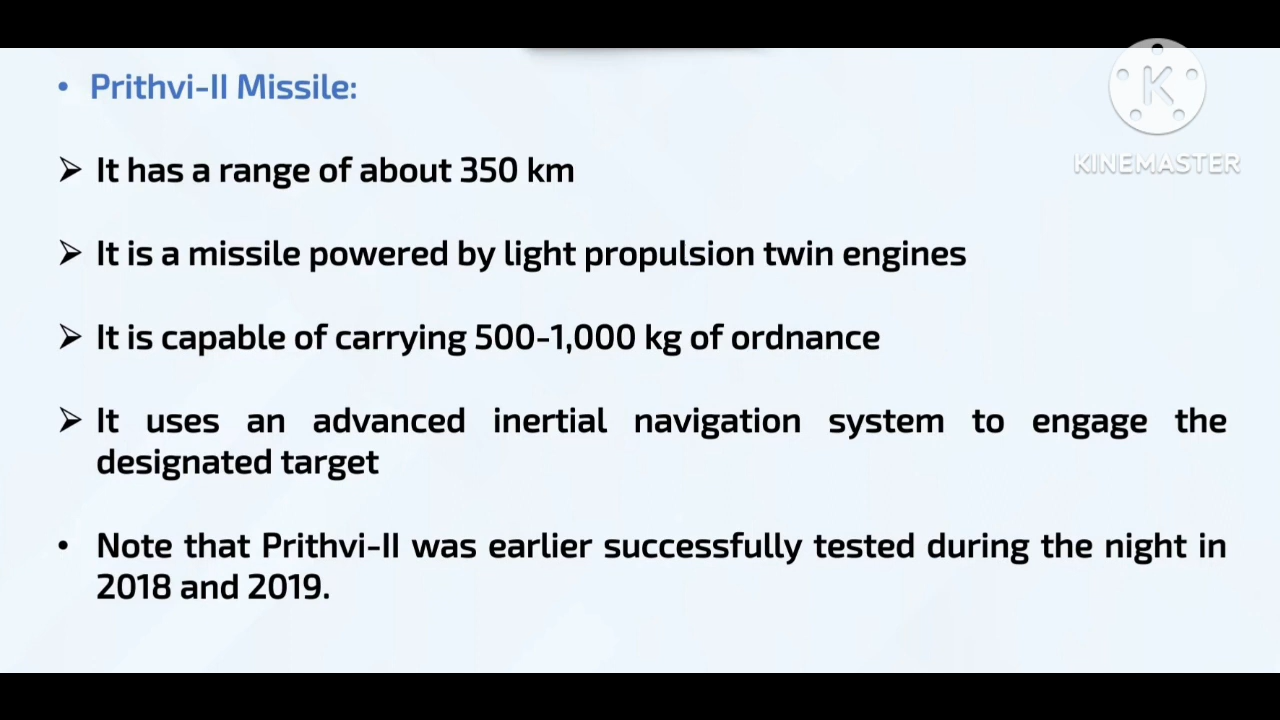 • Prithvi-II Missile:
K
KINEMASTER
➢ It has a range of about 350 km
➢ It is a missile powered by light propulsion twin engines
➢ It is capable of carrying 500-1,000 kg of ordnance
➢ It uses an advanced inertial navigation system to engage the
designated target
• Note that Prithvi-II was earlier successfully tested during the night in
2018 and 2019.